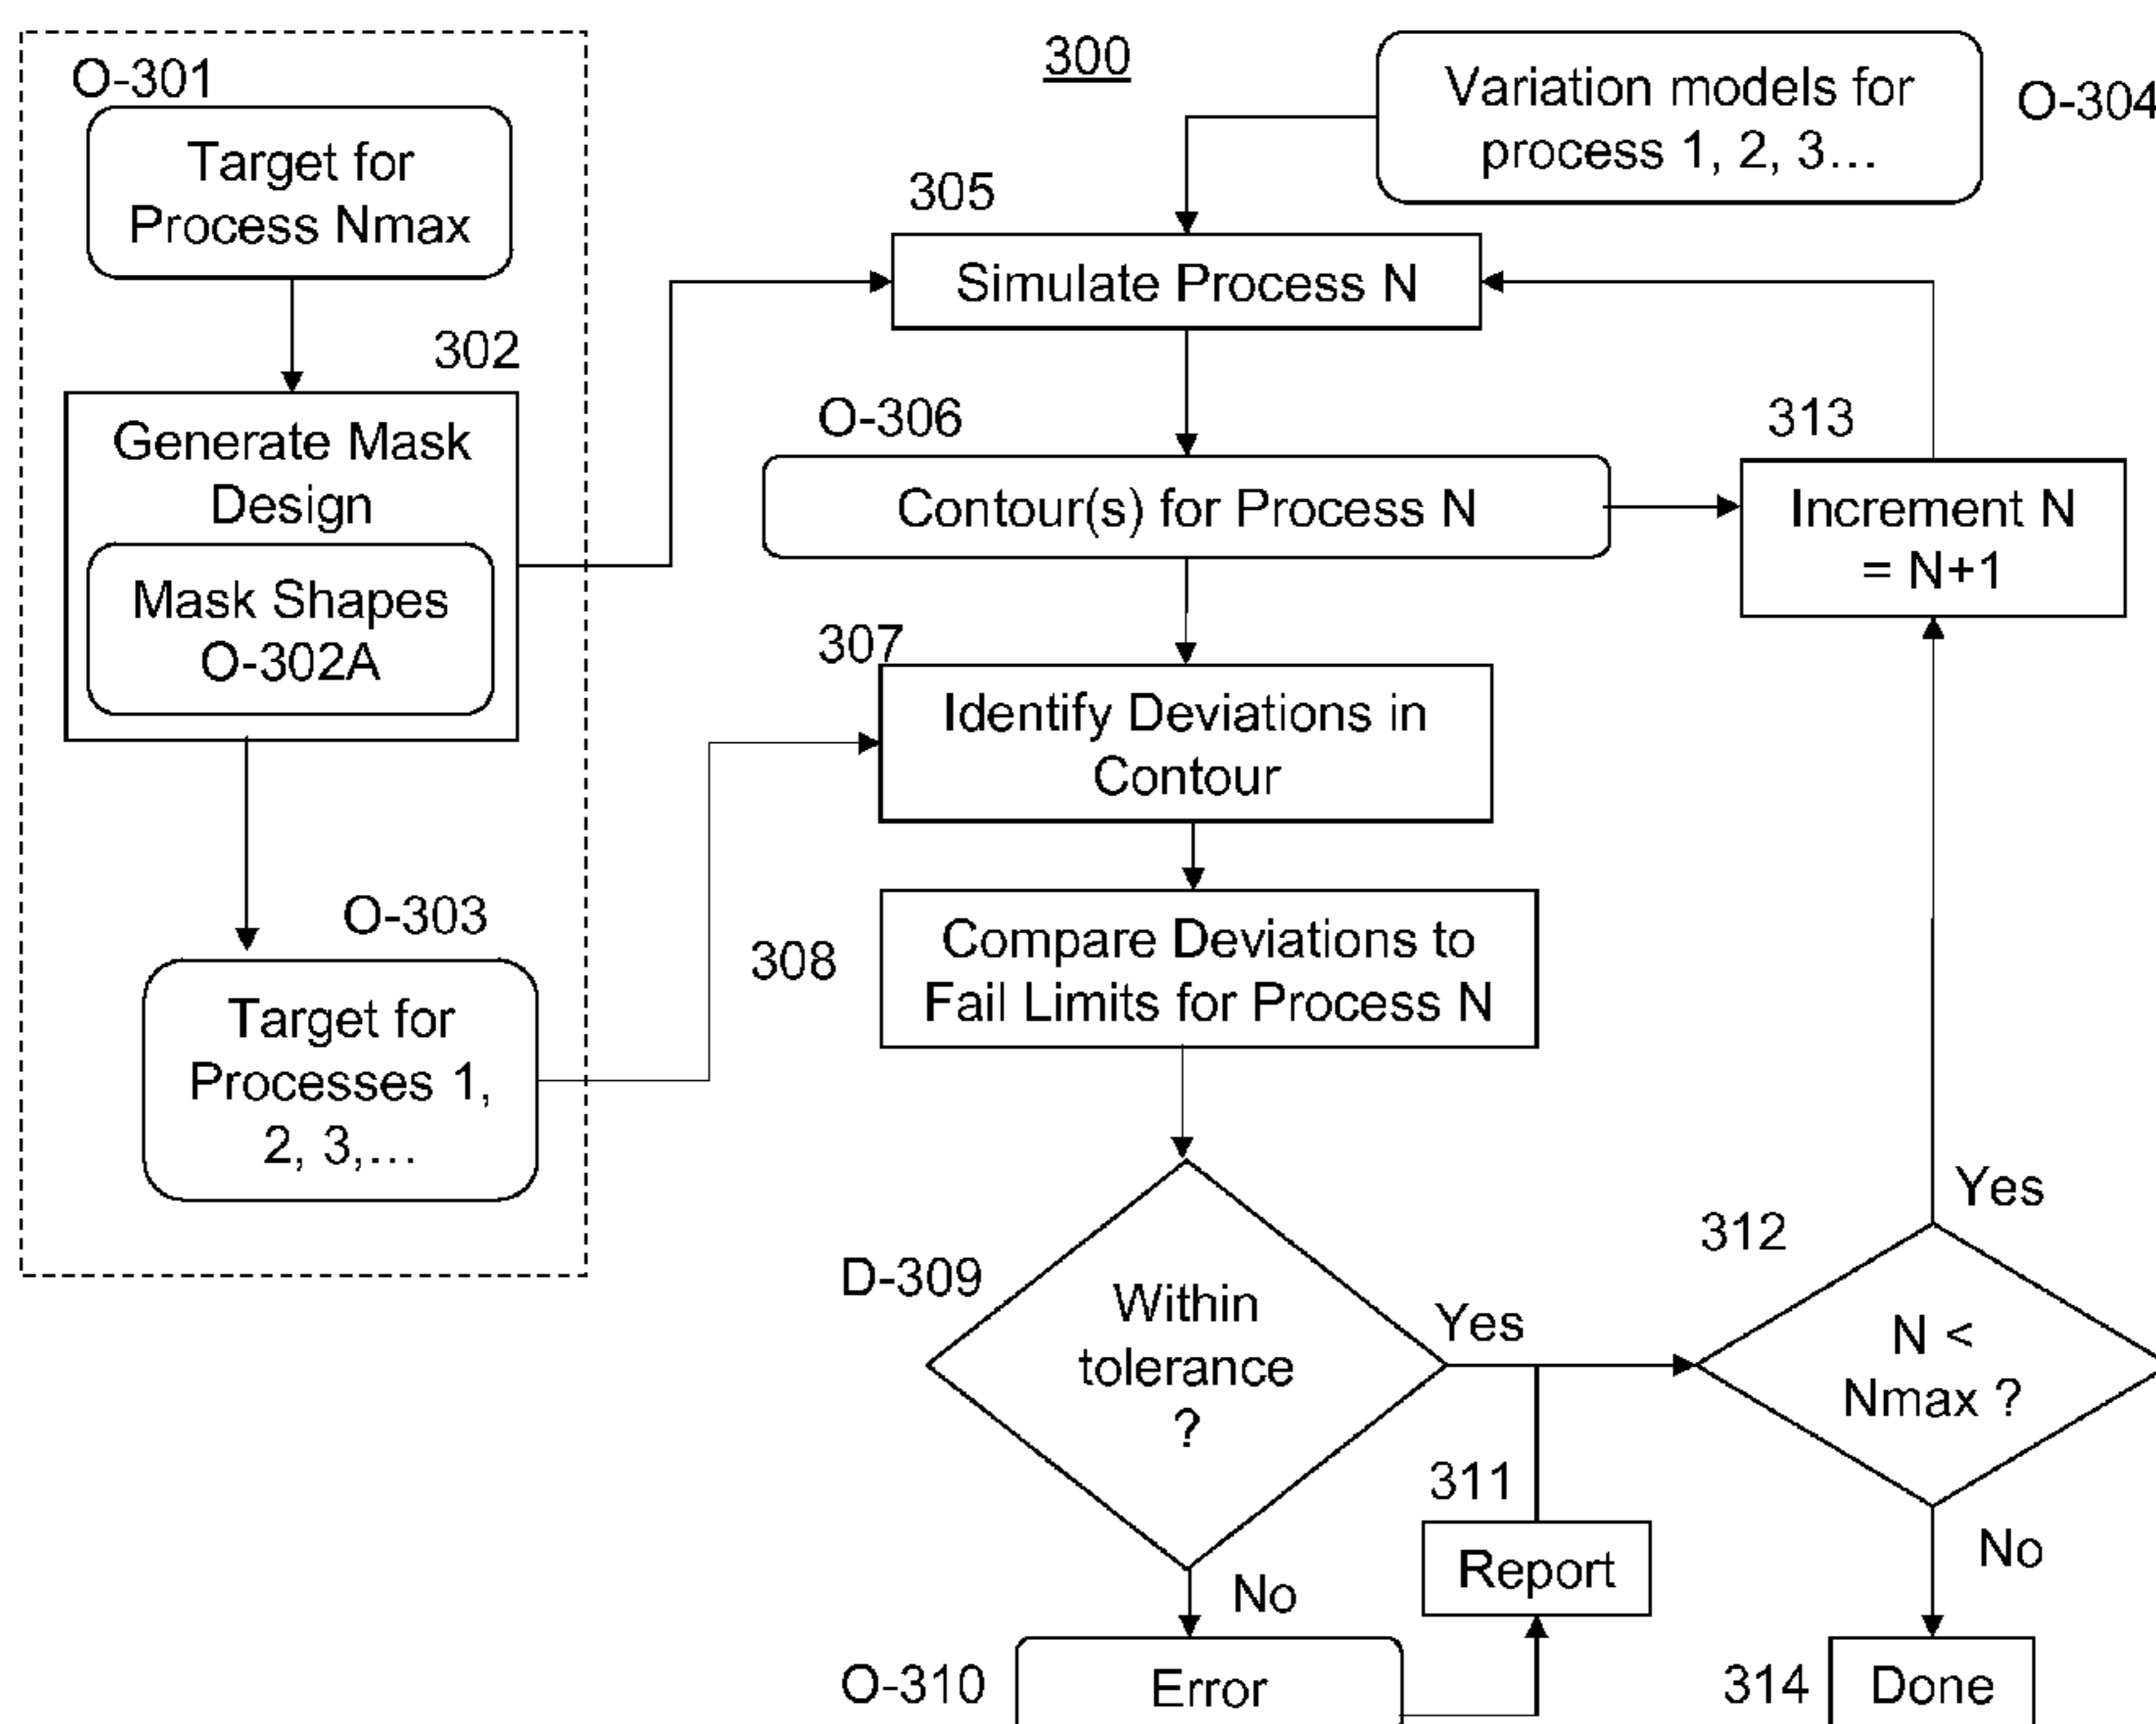 300
O-301
Target for
Process Nmax
302
Generate Mask
Design
Mask Shapes
O-302A
O-303
Target for
Processes 1,
2, 3,...
Variation models for
process 1, 2, 3...
O-304
305
Simulate Process N
O-306
Contour(s) for Process N
313
Increment N
= N+1
307
Identify Deviations in
Contour
308
Compare Deviations to
Fail Limits for Process N
D-309
Within
tolerance
?
Yes
No
O-310
Error
311
Report
312
N <
Nmax ?
Yes
No
314
Done